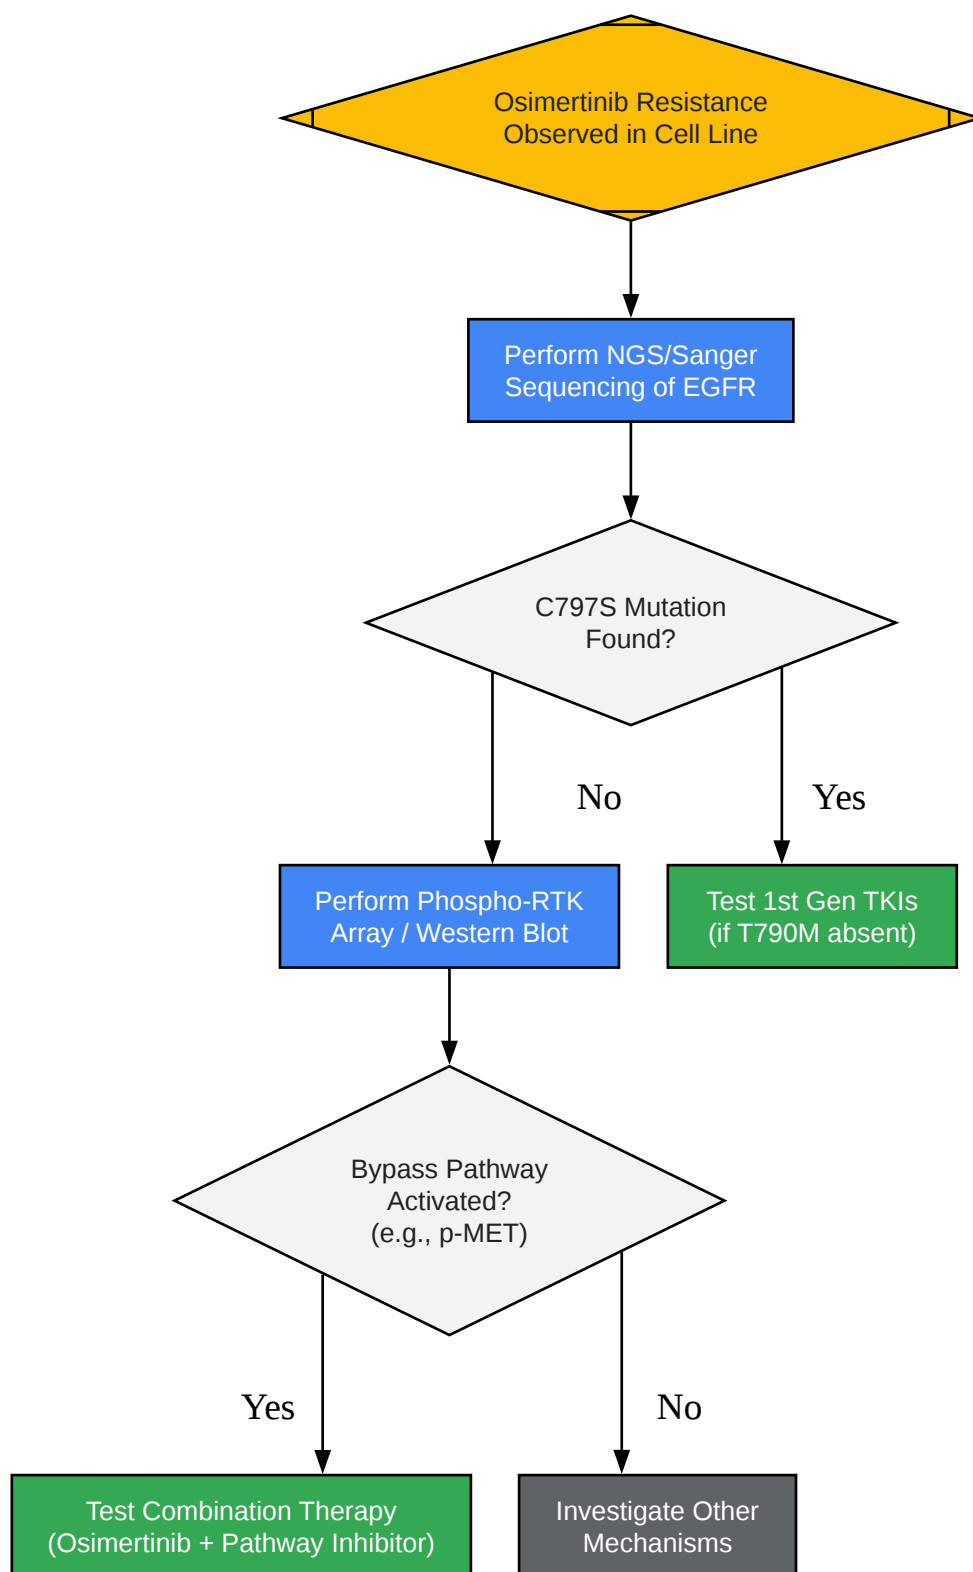 Osimertinib Resistance
Observed in Cell Line
Perform NGS/Sanger
Sequencing of EGFR
C797S Mutation
Found?
No
Yes
Perform Phospho-RTK
Array / Western Blot
Test 1st Gen TKIs
(if T790M absent)
Bypass Pathway
Activated?
(e.g., p-MET)
Yes
No
Test Combination Therapy
(Osimertinib + Pathway Inhibitor)
Investigate Other
Mechanisms